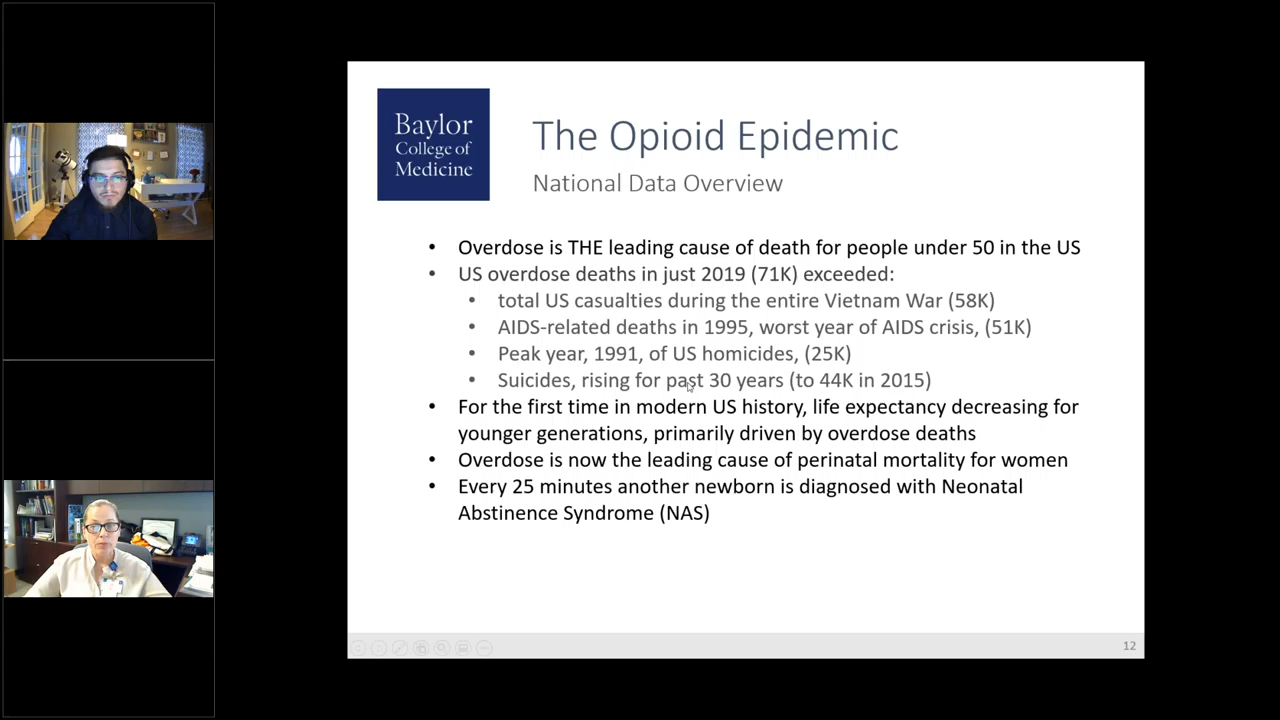 Baylor
College of
Medicine
The Opioid Epidemic
National Data Overview
• Overdose is THE leading cause of death for people under 50 in the US
• US overdose deaths in just 2019 (71K) exceeded:
• total US casualties during the entire Vietnam War (58K)
• AIDS-related deaths in 1995, worst year of AIDS crisis, (51K)
• Peak year, 1991, of US homicides, (25K)
• Suicides, rising for past 30 years (to 44K in 2015)
• For the first time in modern US history, life expectancy decreasing for
younger generations, primarily driven by overdose deaths
• Overdose is now the leading cause of perinatal mortality for women
• Every 25 minutes another newborn is diagnosed with Neonatal
Abstinence Syndrome (NAS)
12